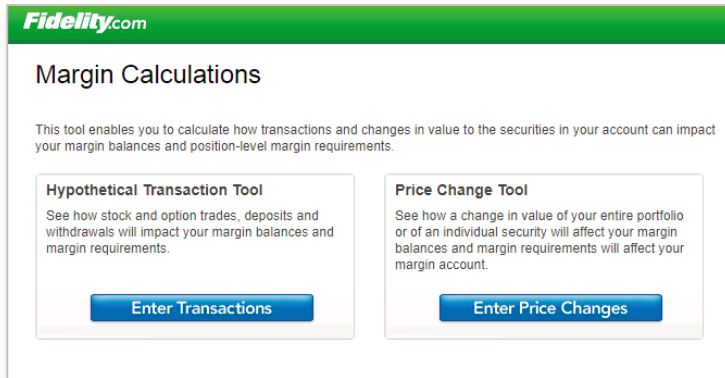 Fidelity.com
Margin Calculations
This tool enables you to calculate how transactions and changes in value to the securities in your account can impact
your margin balances and position-level margin requirements.
Hypothetical Transaction Tool
See how stock and option trades, deposits and
withdrawals will impact your margin balances and
margin requirements.
Enter Transactions
Price Change Tool
See how a change in value of your entire portfolio
or of an individual security will affect your margin
balances and margin requirements will affect your
margin account.
Enter Price Changes